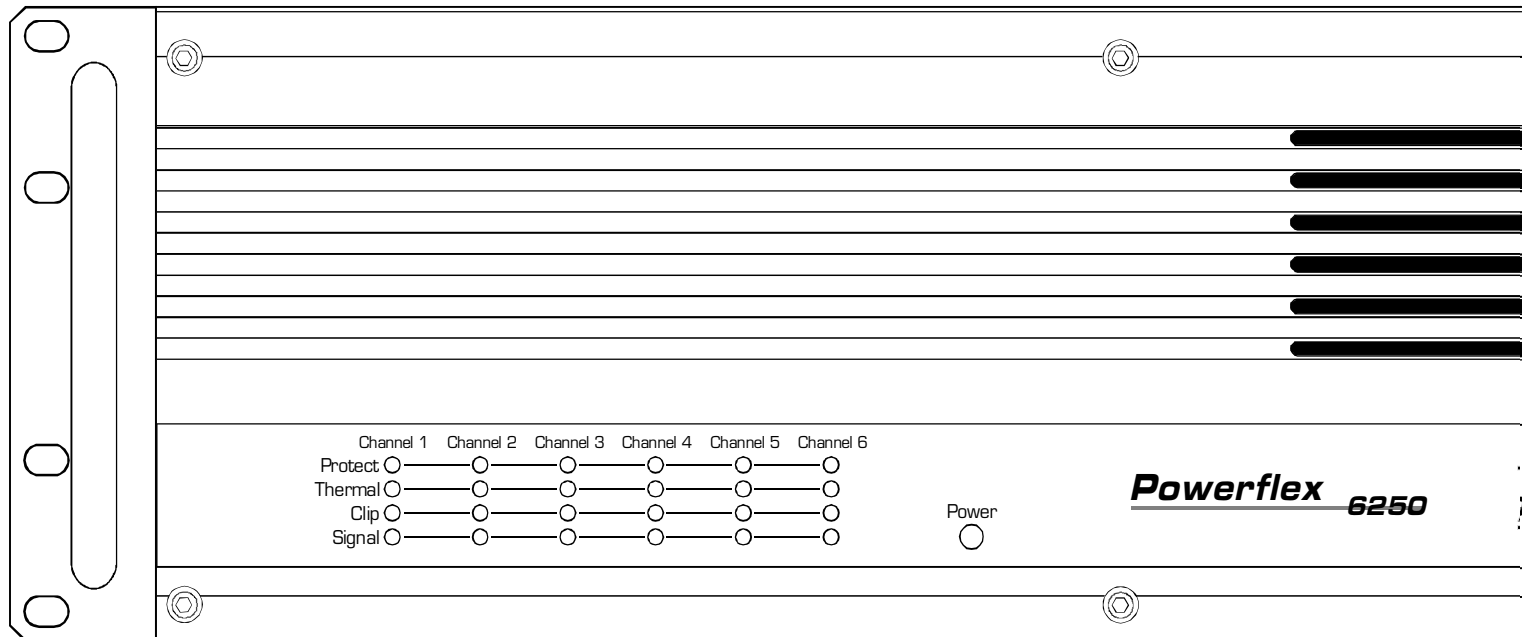 Channel 1 Channel 2 Channel 3 Channel 4 Channel 5 Channel 6
Protect
Thermal
Clip
Signal
Power
Powerflex 6250